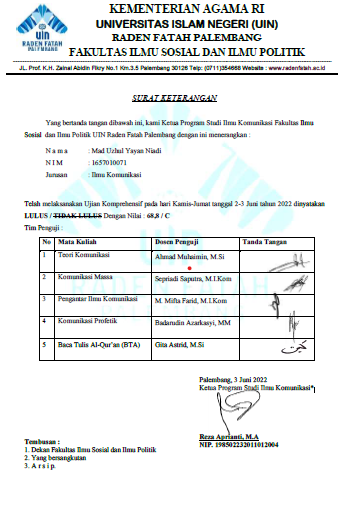 KEMENTERIAN AGAMA RI
UNIVERSITAS ISLAM NEGERI (UIN)
RADEN FATAH PALEMBANG
FAKULTAS ILMU SOSIAL DAN ILMU POLITIK
uin
RADEN FATAH
PALEMBANG
JL. Prof. K.H. Zainal Abidin Fikry No.1 Km.3.5 Palembang 30126 Telp: (0711)354668 Website : www.radenfatah.ac.id
SURAT KETERANGAN
Yang bertanda tangan dibawah ini, kami Ketua Program Studi Ilmu Komunikasi Fakultas Ilmu
Sosial dan Ilmu Politik UIN Raden Fatah Palembang dengan ini menerangkan :
N a m a : Mad Uzhul Yayan Niadi
N I M : 1657010071
Jurusan : Ilmu Komunikasi
Telah melaksanakan Ujian Komprehensif pada hari Kamis-Jumat tanggal 2-3 Juni tahun 2022 dinyatakan
LULUS / TIDAK LULUS Dengan Nilai : 68,8 / C
Tim Penguji :
No Mata Kuliah Dosen Penguji Tanda Tangan
1 Teori Komunikasi Ahmad Muhaimin, M.Si
2 Komunikasi Massa Sepriadi Saputra, M.I.Kom
3 Pengantar Ilmu Komunikasi M. Mifta Farid, M.I.Kom
4 Komunikasi Profetik Badarudin Azarkasyi, MM
5 Baca Tulis Al-Qur'an (BTA) Gita Astrid, M.Si
Palembang, 3 Juni 2022
Ketua Program Studi Ilmu Komunikasi*
Reza Aprianti, M.A
NIP. 198502232011012004
Tembusan :
1. Dekan Fakultas Ilmu Sosial dan Ilmu Politik
2. Yang bersangkutan
3. A r s i p.